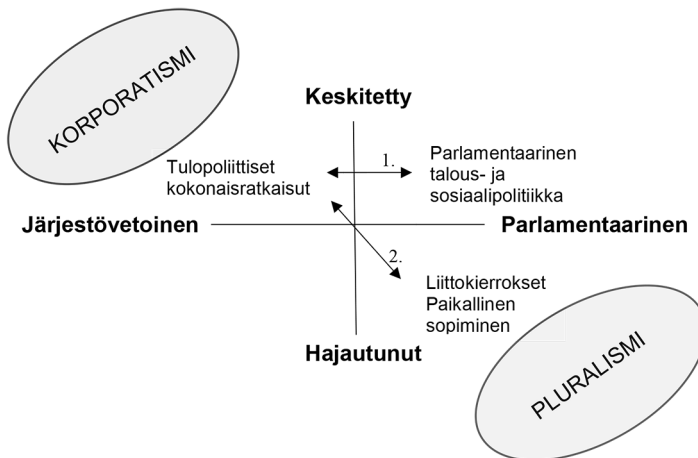 KORPORATISMI
Keskitetty
1.
Parlamentaarinen
talous- ja
sosiaalipolitiikka
Tulopoliittiset
kokonaisratkaisut
Järjestövetoinen
Parlamentaarinen
2.
Liittokierrokset
Paikallinen
sopiminen
Hajautunut
PLURALISMI